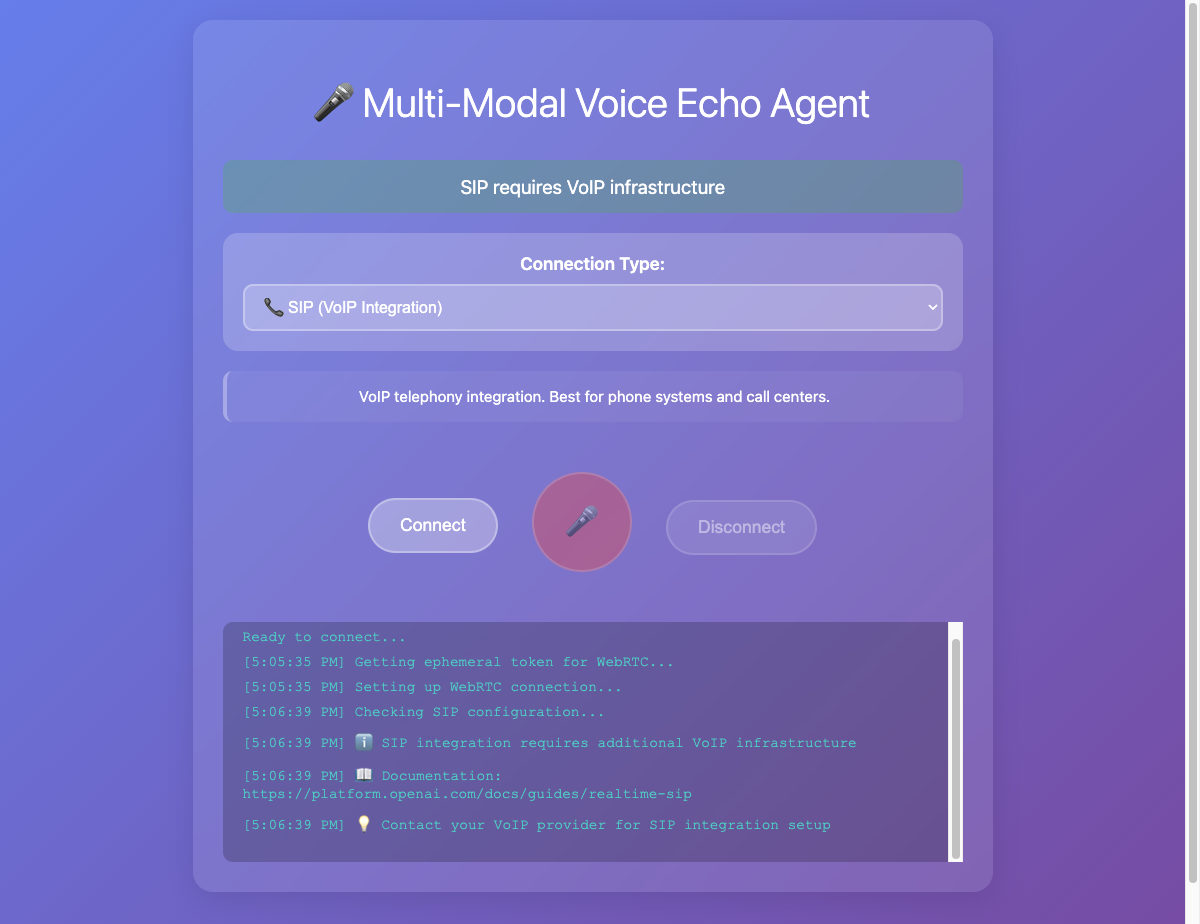 🎤 Multi-Modal Voice Echo Agent
SIP requires VoIP infrastructure
Connection Type:
📞 SIP (VoIP Integration)
VoIP telephony integration. Best for phone systems and call centers.
Connect
🎤
Disconnect
Ready to connect...
[5:05:35 PM] Getting ephemeral token for WebRTC...
[5:05:35 PM] Setting up WebRTC connection...
[5:06:39 PM] Checking SIP configuration...
[5:06:39 PM] ℹ️ SIP integration requires additional VoIP infrastructure
[5:06:39 PM] 📖 Documentation:
https://platform.openai.com/docs/guides/realtime-sip
[5:06:39 PM] 💡 Contact your VoIP provider for SIP integration setup